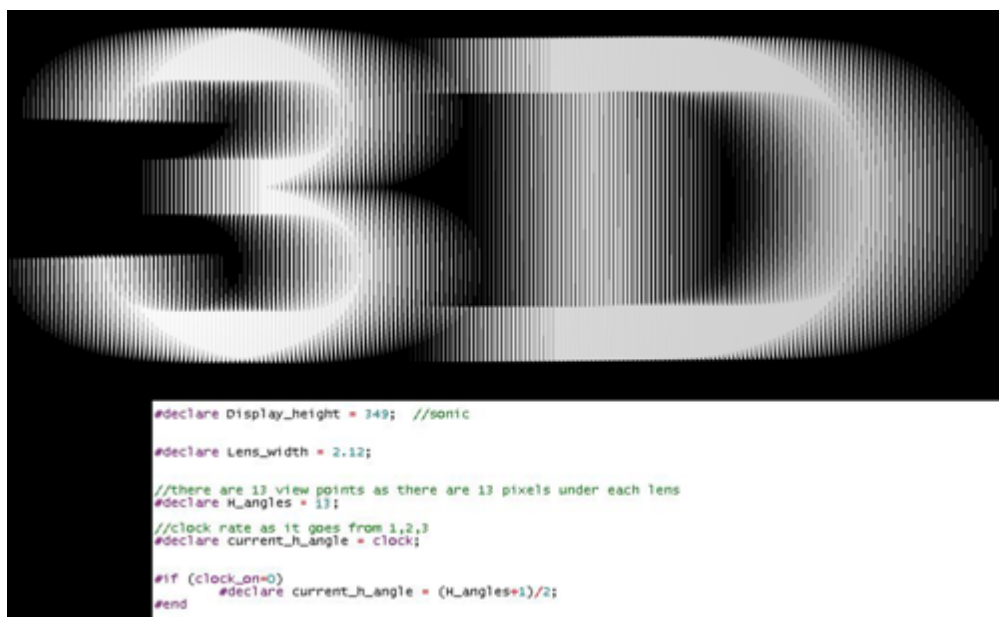 3D
#declare Display_height = 349; //sonic
#declare Lens_width = 2.12;
//there are 13 view points as there are 13 pixels under each lens
#declare H_angles = 13;
//clock rate as it goes from 1,2,3
#declare current_h_angle = clock;
#if (clock_on=0)
#declare current_h_angle = (H_angles+1)/2;
#end